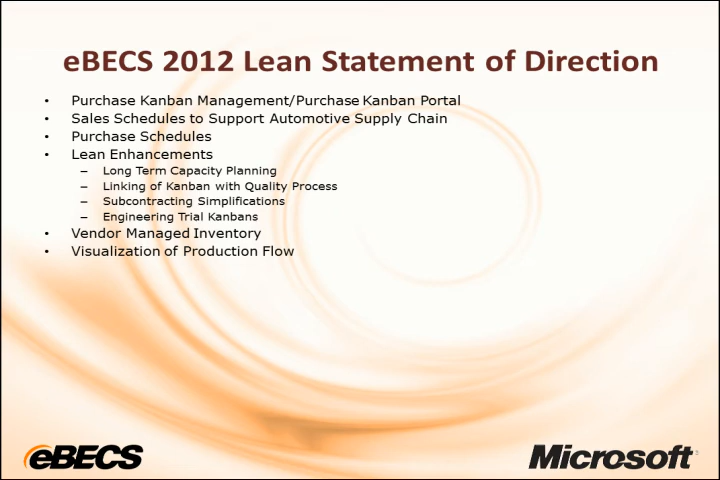 eBECS 2012 Lean Statement of Direction
• Purchase Kanban Management/Purchase Kanban Portal
• Sales Schedules to Support Automotive Supply Chain
• Purchase Schedules
• Lean Enhancements
– Long Term Capacity Planning
– Linking of Kanban with Quality Process
– Subcontracting Simplifications
– Engineering Trial Kanbans
• Vendor Managed Inventory
• Visualization of Production Flow
eBECS
Microsoft